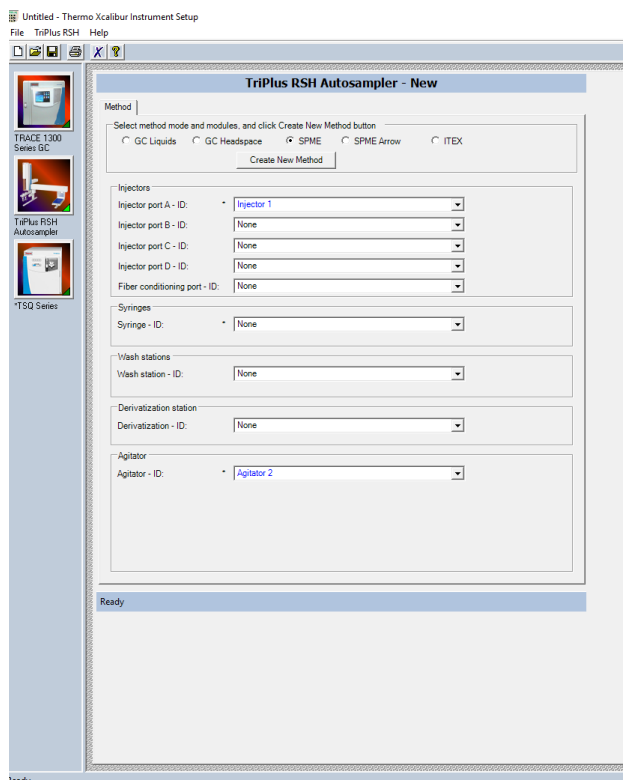 Untitled - Thermo Xcalibur Instrument Setup
File TriPlus RSH Help
TRACE 1300
Series GC
TriPlus RSH
Autosampler
*TSQ Series
TriPlus RSH Autosampler - New
Method
Select method mode and modules, and click Create New Method button
GC Liquids GC Headspace SPME SPME Arrow ITEX
Create New Method
Injectors
Injector port A - ID: * Injector 1
Injector port B - ID: None
Injector port C - ID: None
Injector port D - ID: None
Fiber conditioning port - ID: None
Syringes
Syringe - ID: * None
Wash stations
Wash station - ID: None
Derivatization station
Derivatization - ID: None
Agitator
Agitator - ID: * Agitator 2
Ready